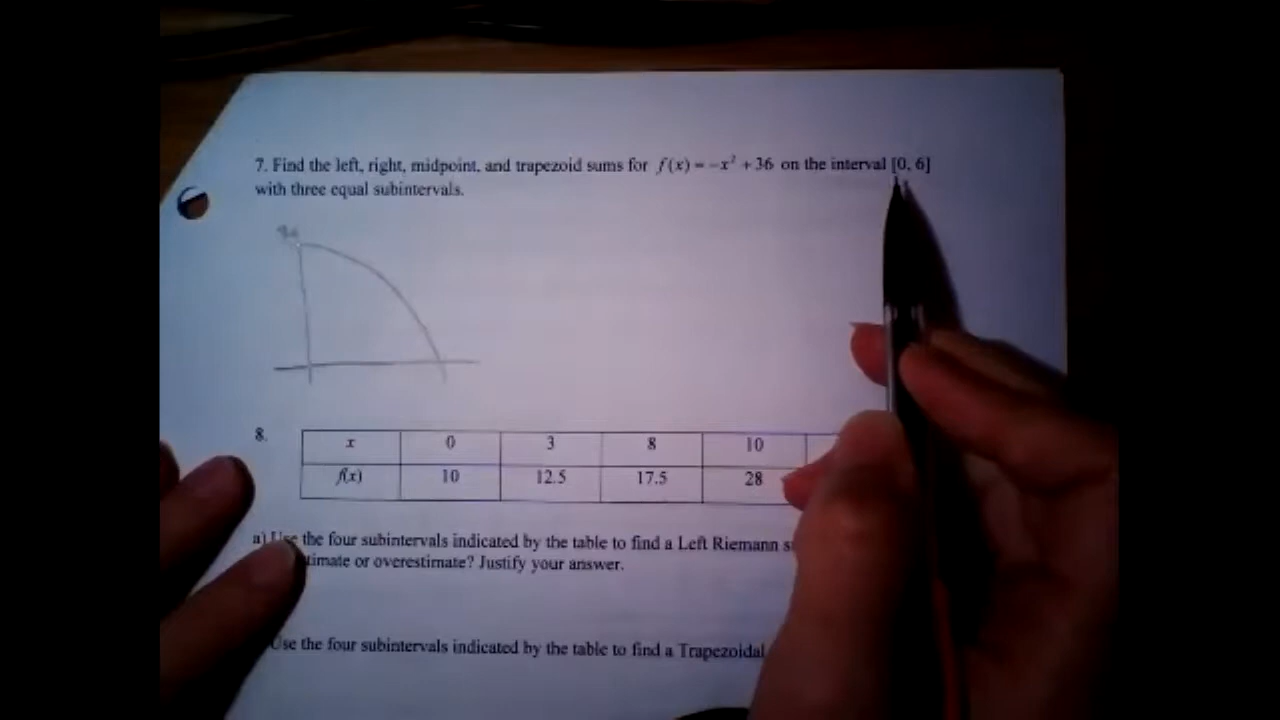 7. Find the left, right, midpoint, and trapezoid sums for f(x) = -x² + 36 on the interval [0, 6]
with three equal subintervals.
36
8.
x 0 3 8 10
f(x) 10 12.5 17.5 28
a) Use the four subintervals indicated by the table to find a Left Riemann
timate or overestimate? Justify your answer.
Use the four subintervals indicated by the table to find a Trapezoidal